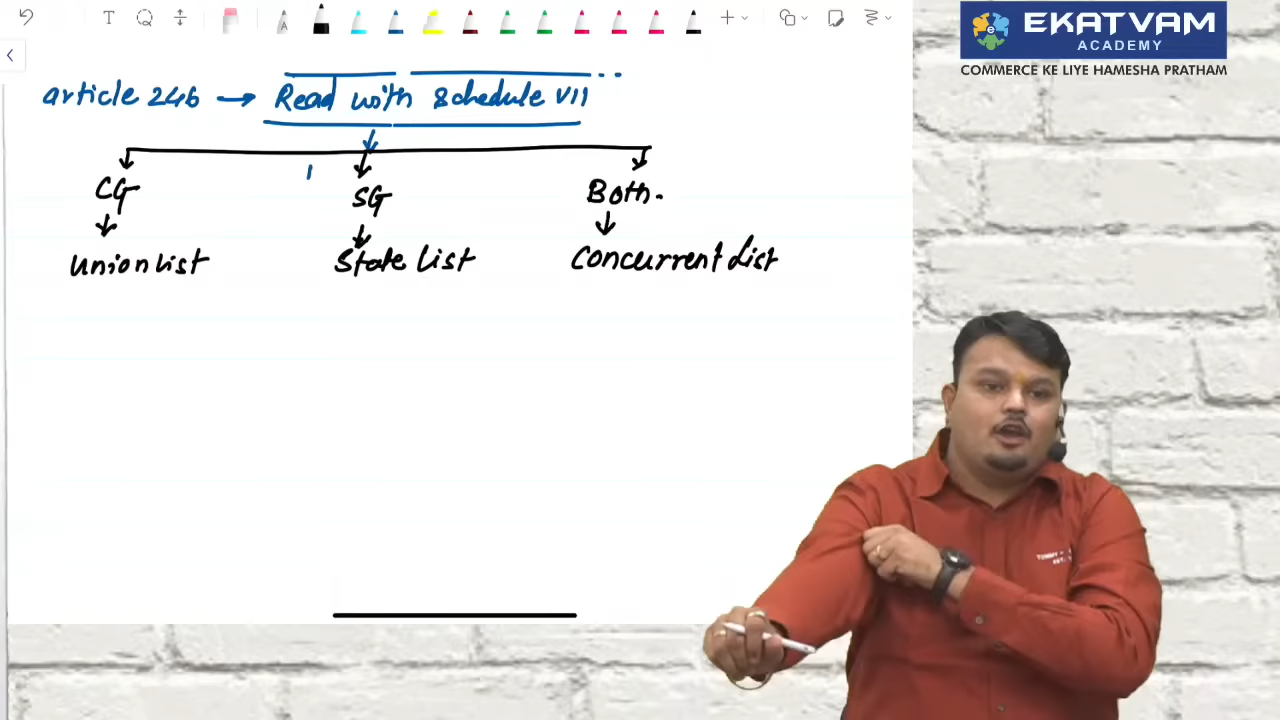 EKATVAM
ACADEMY
COMMERCE KE LIYE HAMESHA PRATHAM
article 246 → Read with Schedule VII
CG SG Both.
Union List State List Concurrent List